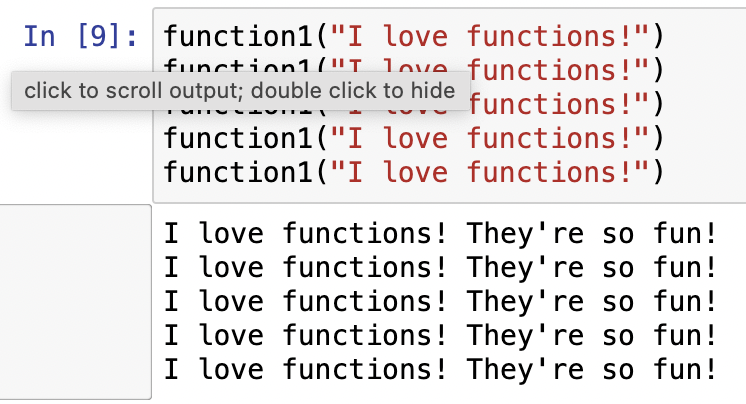 In [9]: function1("I love functions!")
function1("I love functions!")
click to scroll output; double click to hide
function1("I love functions!")
function1("I love functions!")
function1("I love functions!")
I love functions! They're so fun!
I love functions! They're so fun!
I love functions! They're so fun!
I love functions! They're so fun!
I love functions! They're so fun!